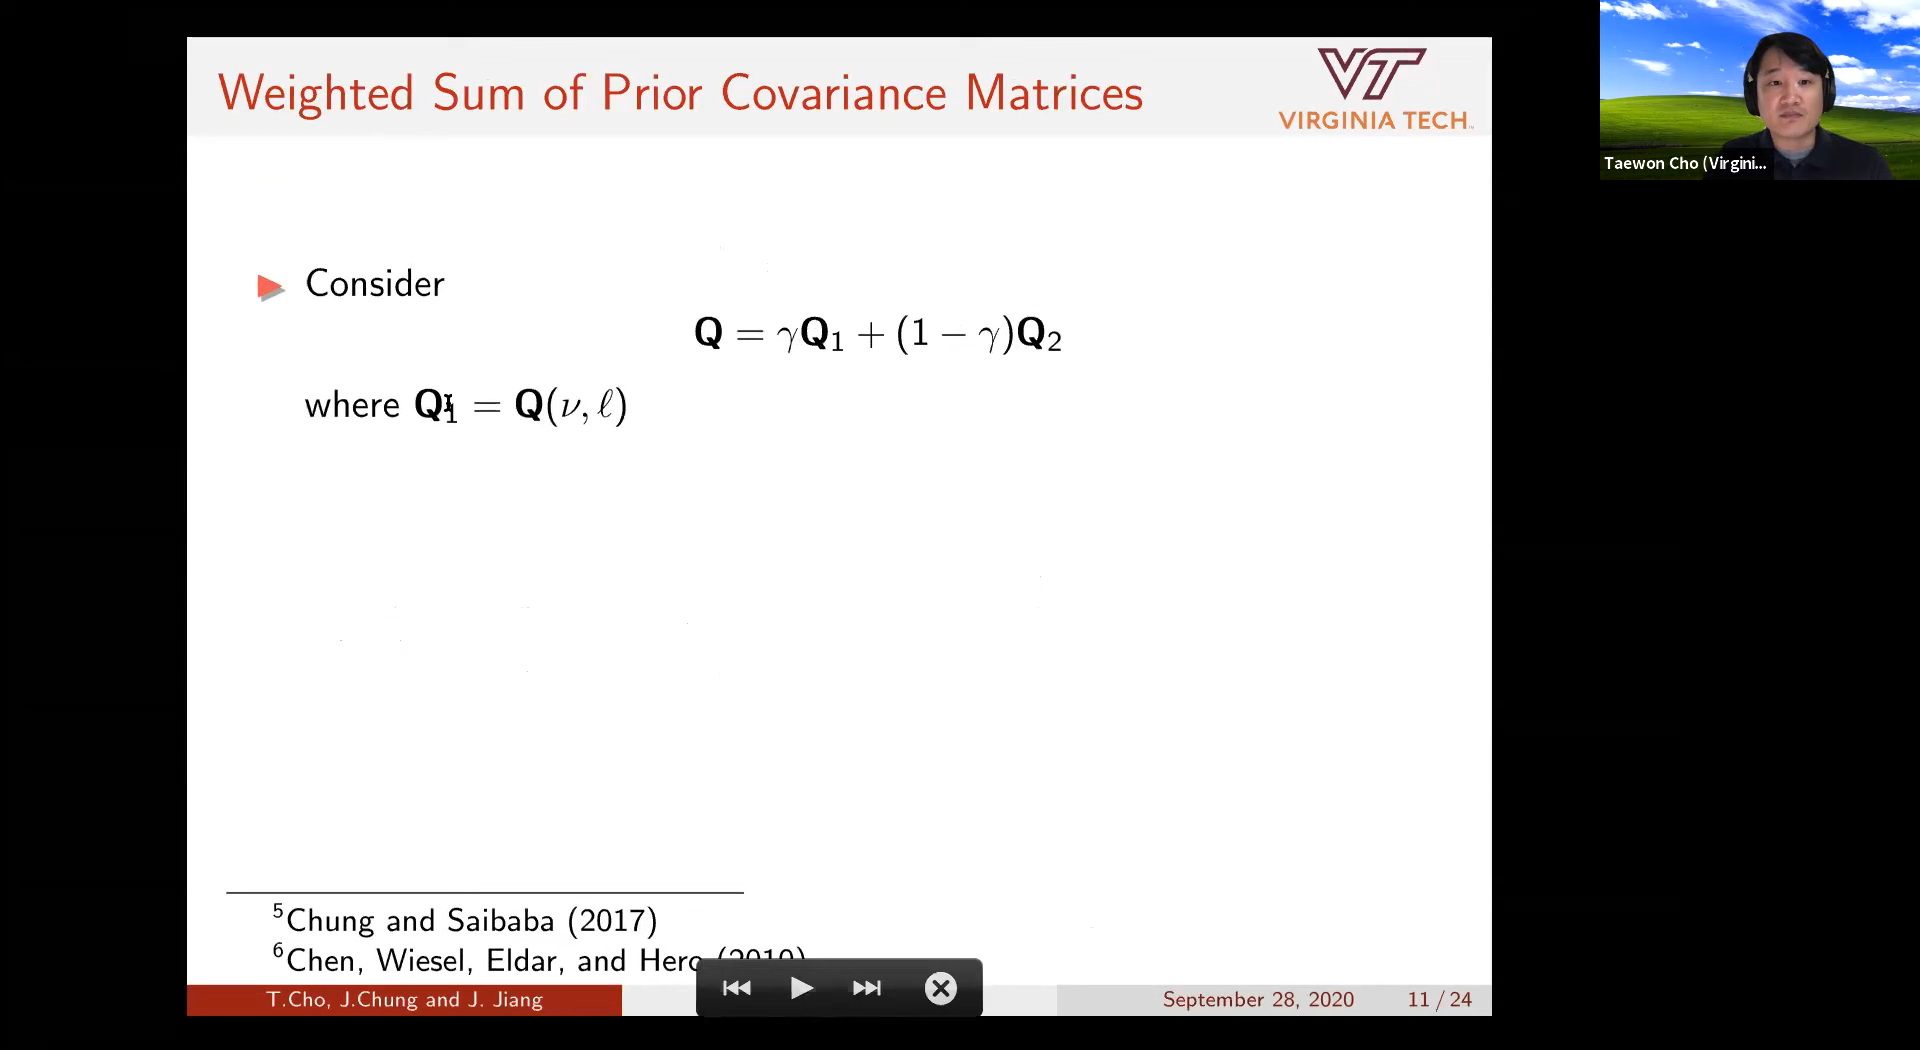 Weighted Sum of Prior Covariance Matrices
VT
VIRGINIA TECH
Taewon Cho (Virgini...
Consider
Q = γQ₁ + (1 − γ)Q₂
where Q₁ = Q(ν, ℓ)
⁵Chung and Saibaba (2017)
⁶Chen, Wiesel, Eldar, and Hero
T.Cho, J.Chung and J. Jiang
September 28, 2020
11 / 24